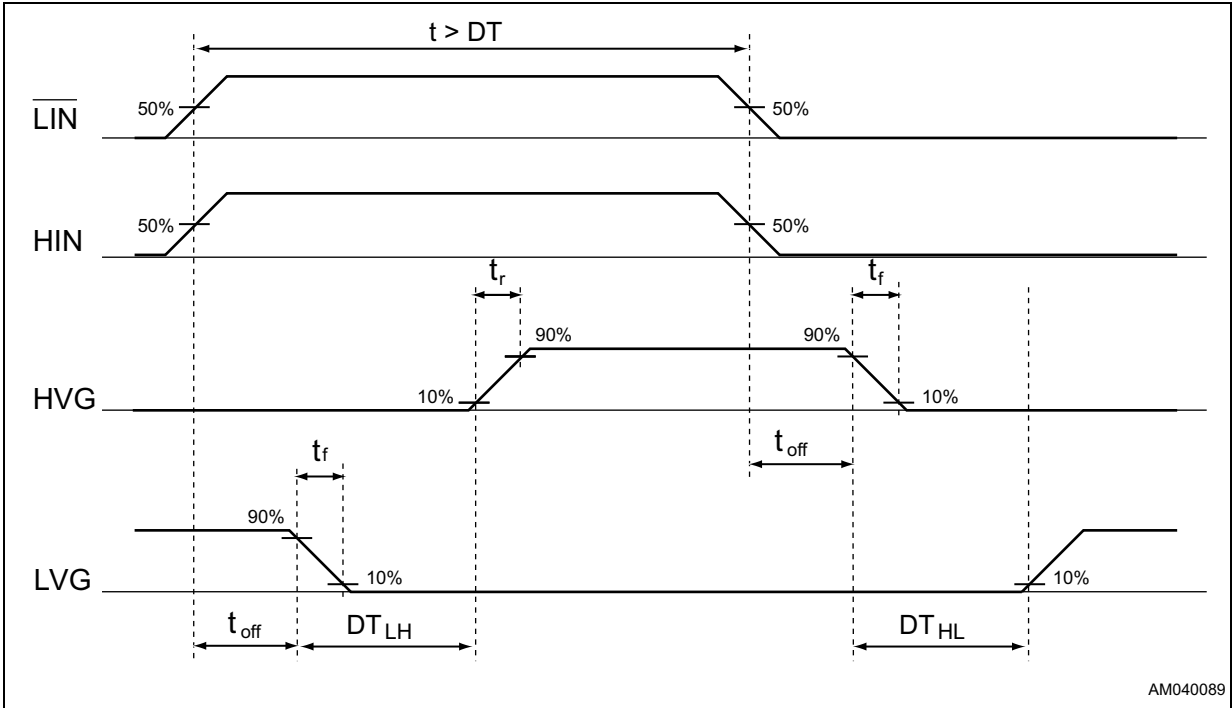 t > DT
LIN
50%
50%
HIN
50%
50%
tr
tf
HVG
10%
90%
90%
10%
toff
tf
LVG
90%
10%
10%
toff
DTLH
DTHL
AM040089